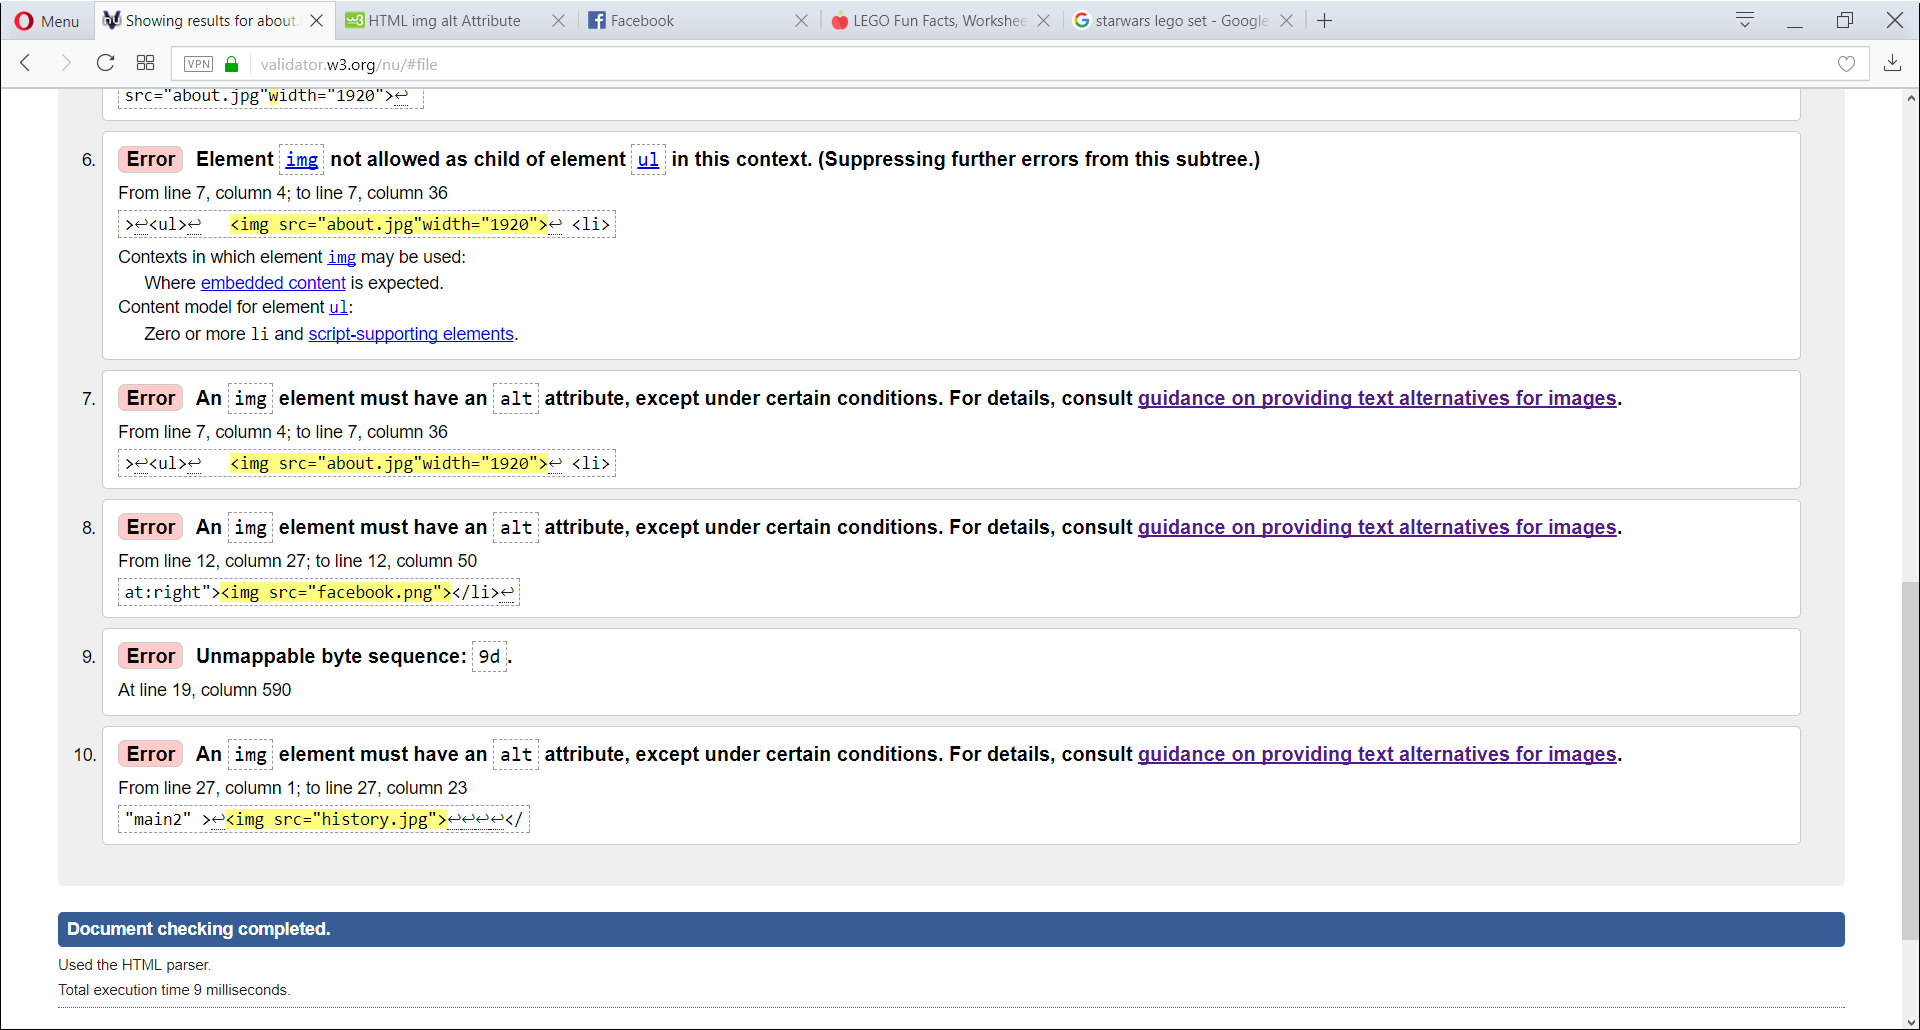 Menu
Showing results for about.
HTML img alt Attribute
Facebook
LEGO Fun Facts, Workshee
starwars lego set - Google
VPN
validator.w3.org/nu/#file
src="about.jpg"width="1920">↩
6. Error Element img not allowed as child of element ul in this context. (Suppressing further errors from this subtree.)
From line 7, column 4; to line 7, column 36
>↩<ul>↩ <img src="about.jpg"width="1920">↩ <li>
Contexts in which element img may be used:
Where embedded content is expected.
Content model for element ul:
Zero or more li and script-supporting elements.
7. Error An img element must have an alt attribute, except under certain conditions. For details, consult guidance on providing text alternatives for images.
From line 7, column 4; to line 7, column 36
>↩<ul>↩ <img src="about.jpg"width="1920">↩ <li>
8. Error An img element must have an alt attribute, except under certain conditions. For details, consult guidance on providing text alternatives for images.
From line 12, column 27; to line 12, column 50
at:right"><img src="facebook.png"></li>↩
9. Error Unmappable byte sequence: 9d.
At line 19, column 590
10. Error An img element must have an alt attribute, except under certain conditions. For details, consult guidance on providing text alternatives for images.
From line 27, column 1; to line 27, column 23
"main2" >↩<img src="history.jpg">↩↩↩↩</
Document checking completed.
Used the HTML parser.
Total execution time 9 milliseconds.